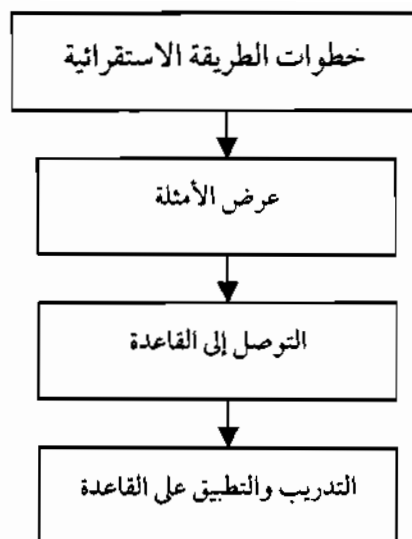 خطوات الطريقة الاستقرائية
عرض الأمثلة
التوصل إلى القاعدة
التدريب والتطبيق على القاعدة